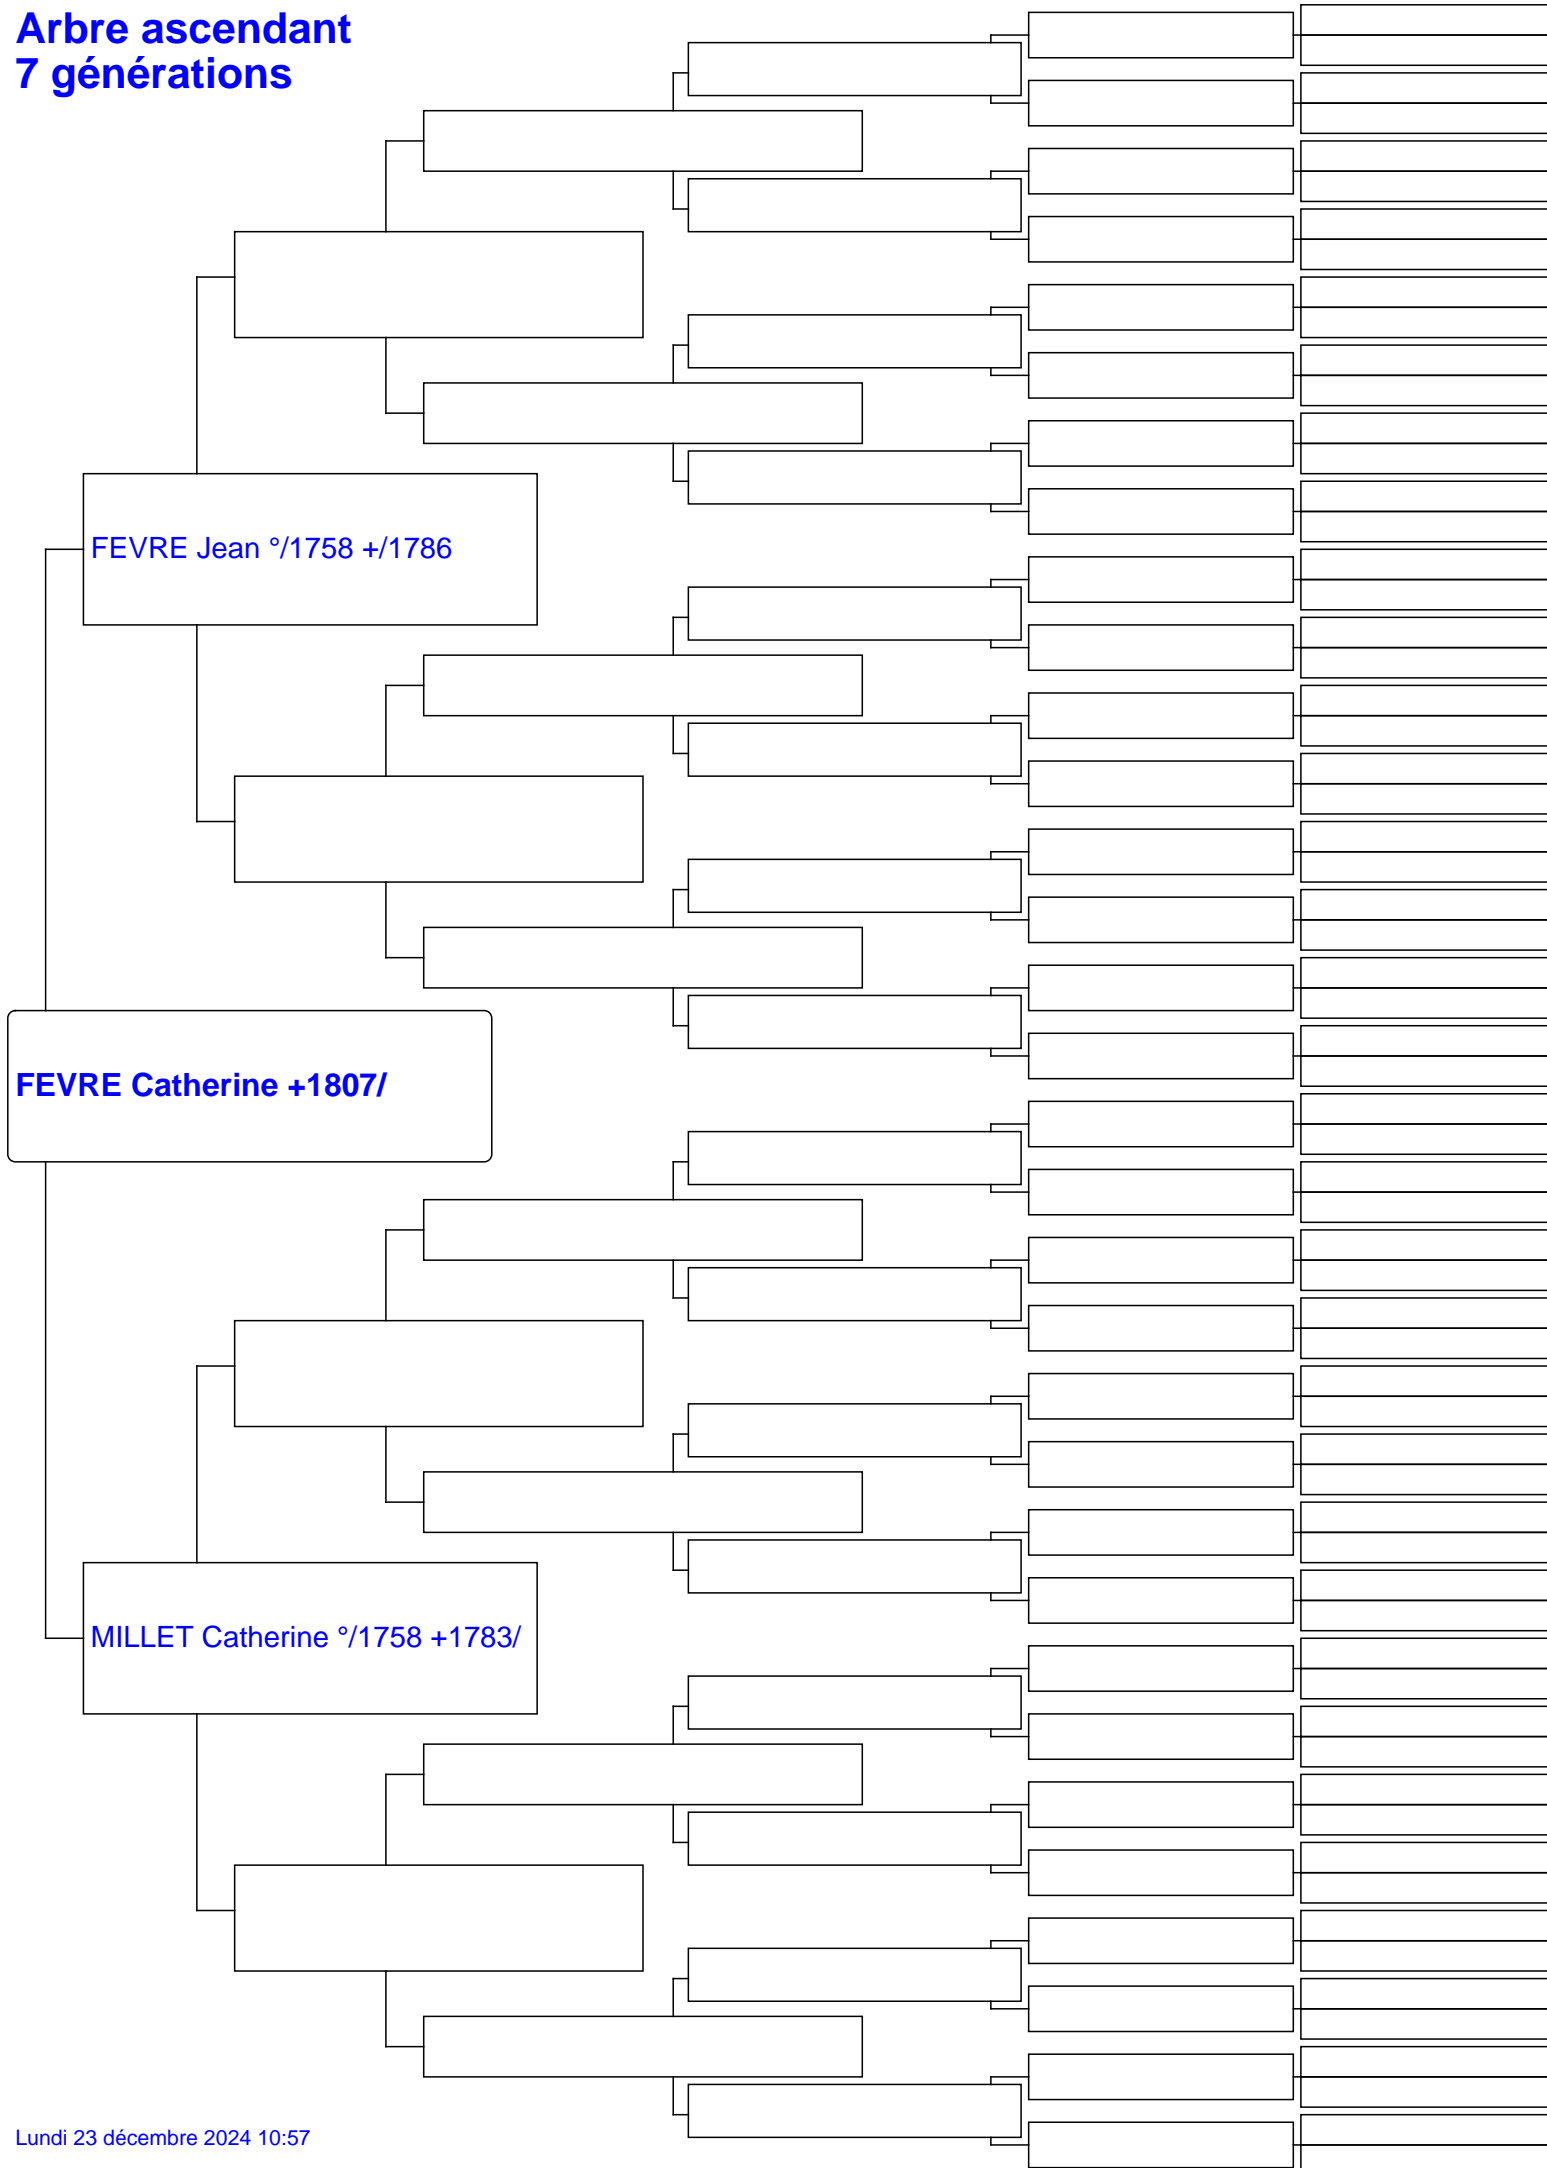 Arbre ascendant
7 générations
FEVRE Jean °/1758 +/1786
FEVRE Catherine +1807/
MILLET Catherine °/1758 +1783/
Lundi 23 décembre 2024 10:57